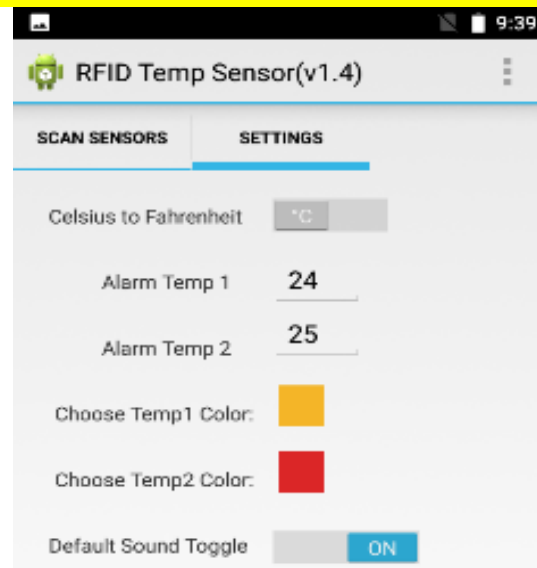 9:39
RFID Temp Sensor(v1.4)
SCAN SENSORS SETTINGS
Celsius to Fahrenheit °C
Alarm Temp 1 24
Alarm Temp 2 25
Choose Temp1 Color:
Choose Temp2 Color:
Default Sound Toggle ON